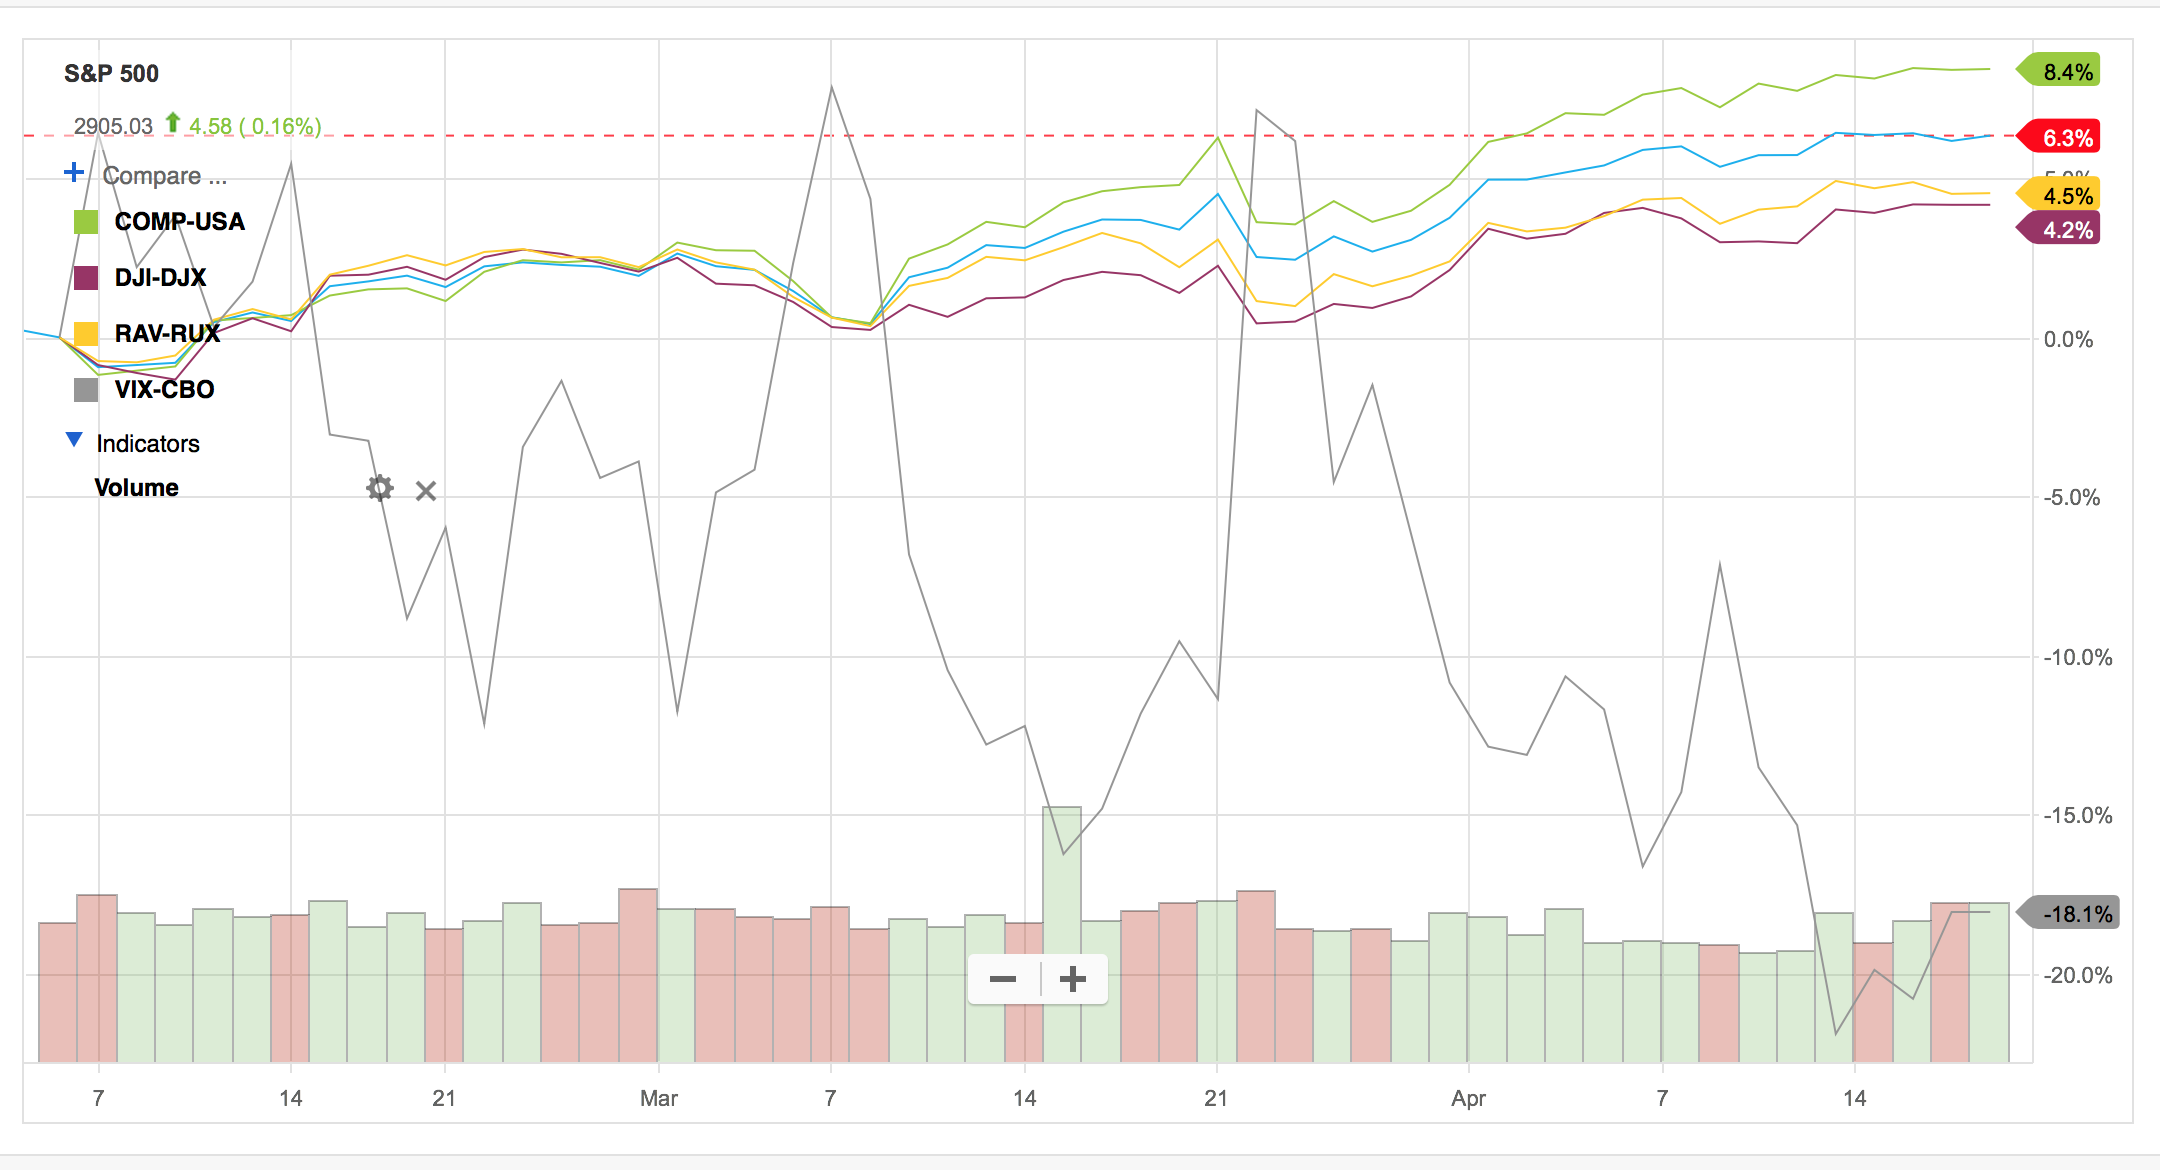 S&P 500
2905.03 4.58 ( 0.16%)
+ Compare ...
COMP-USA
DJI-DJX
RAV-RUX
VIX-CBO
Indicators
Volume
8.4%
6.3%
5.0%
4.5%
4.2%
0.0%
-5.0%
-10.0%
-15.0%
-18.1%
-20.0%
7 14 21 Mar 7 14 21 Apr 7 14